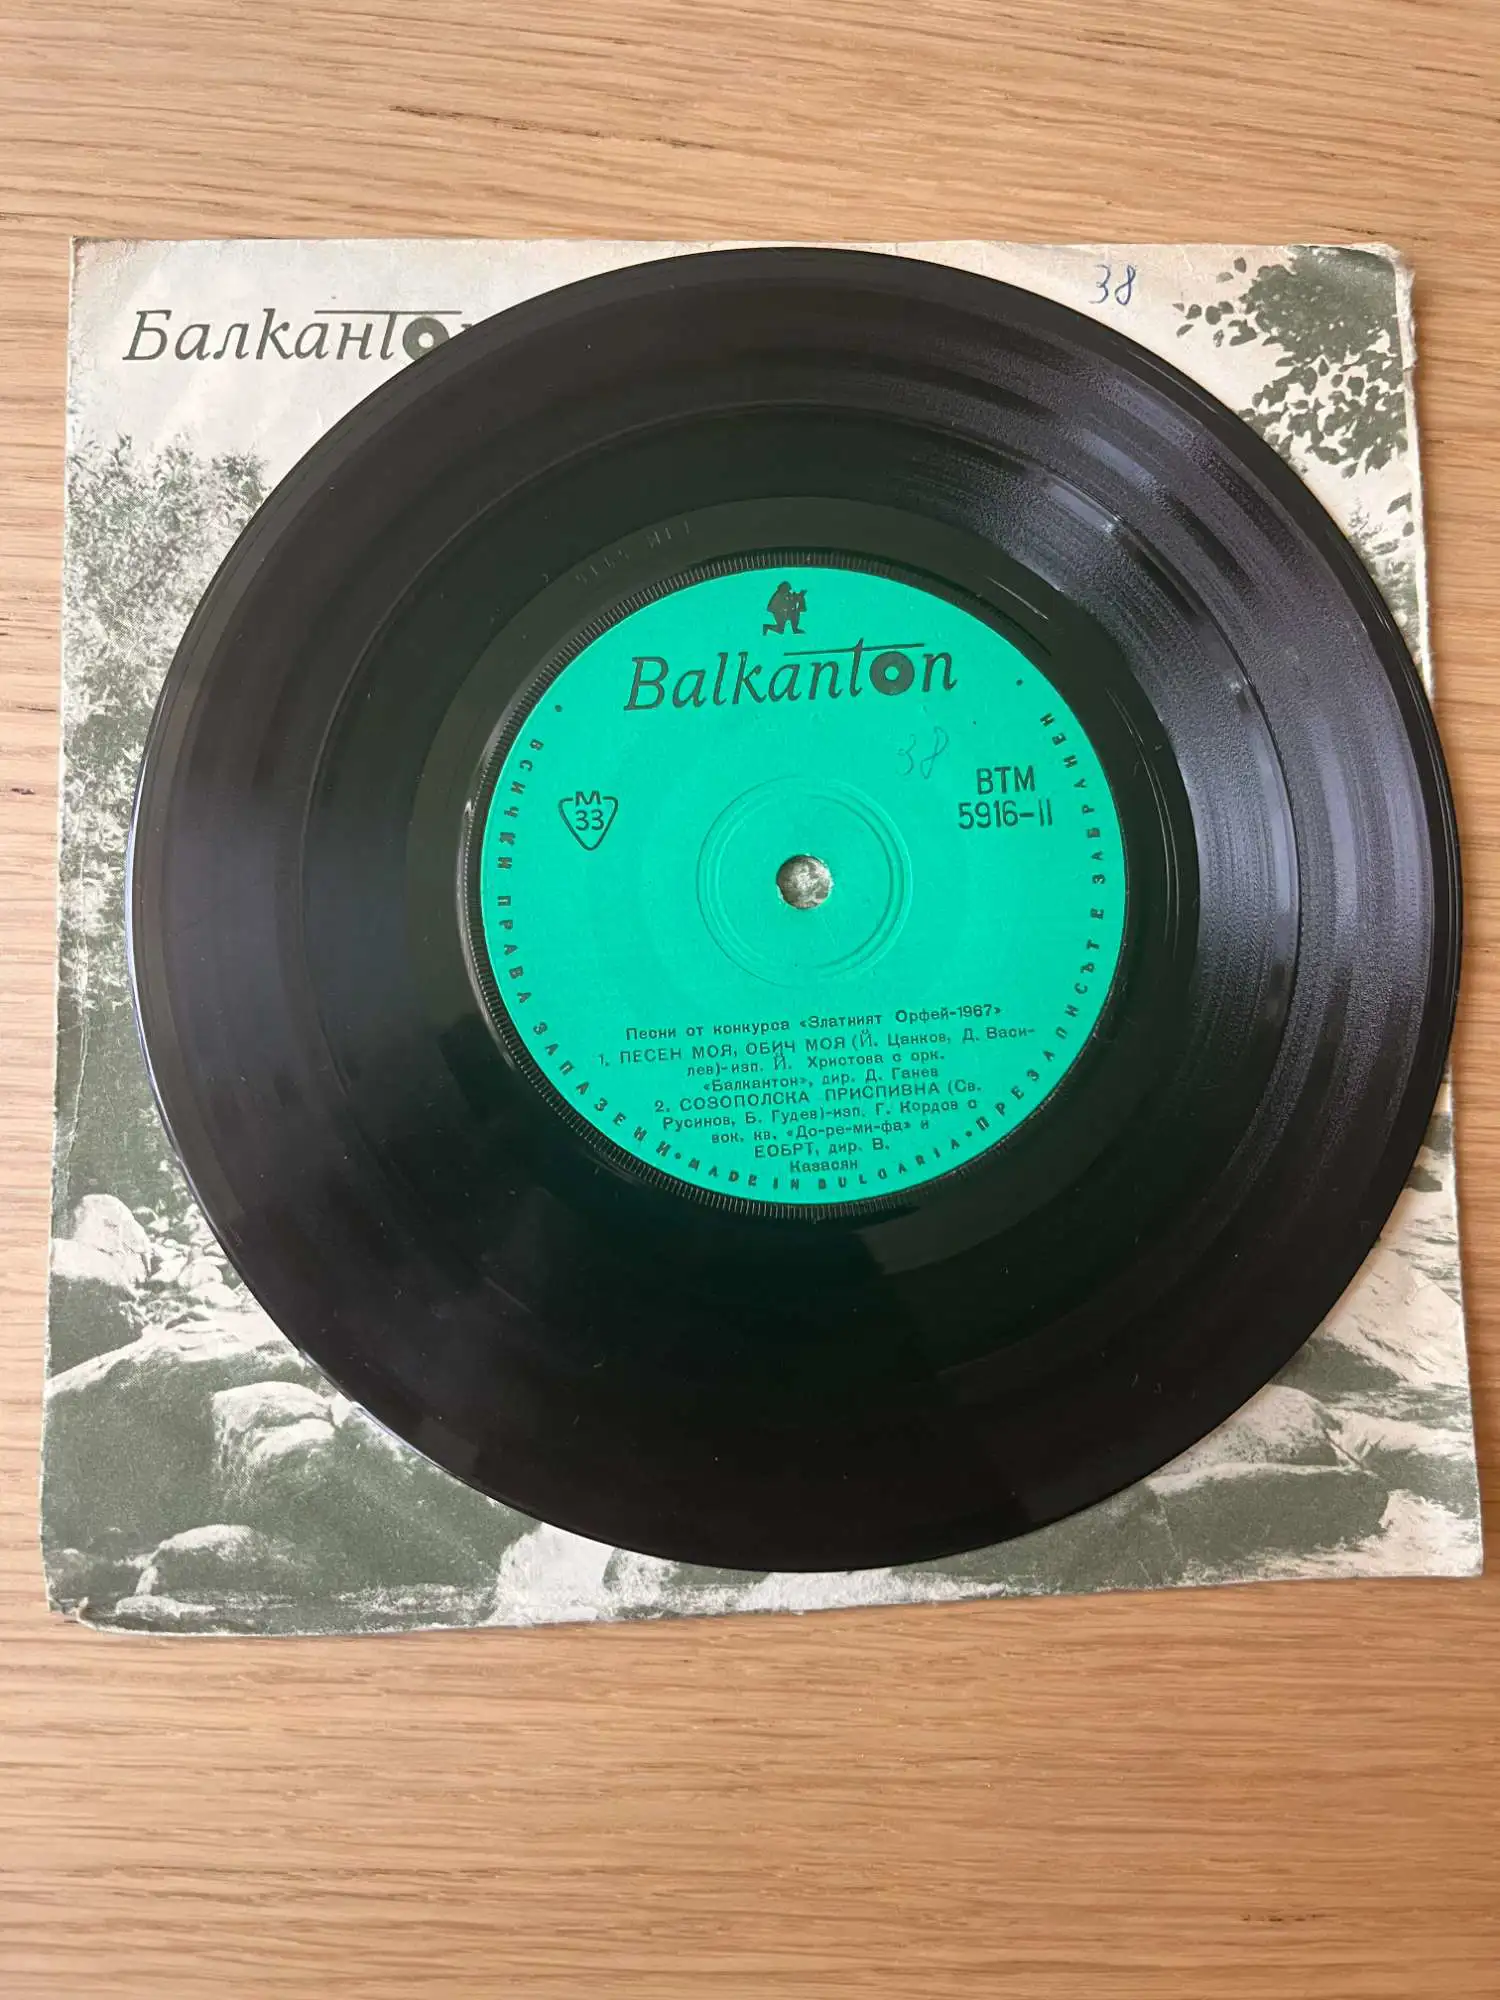 Балканто
38
Balkanton
38
М
33
ВТМ
5916-II
Песни от конкурса «Златният Орфей-1967»
1. ПЕСЕН МОЯ, ОБИЧ МОЯ (Й. Цанков, Д. Васи-
лев)-изп. Й. Христова с орк.
«Балкантон», дир. Д. Ганев
2. СОЗОПОЛСКА ПРИСПИВНА (Св.
Русинов, Б. Гудев)-изп. Г. Кордов с
вок. кв. «До-ре-ми-фа» и
ЕОБРТ, дир. В.
Казасян
• ВСИЧКИ ПРАВА ЗАПАЗЕНИ • MADE IN BULGARIA • ПРЕЗАПИСЪТ Е ЗАБРАНЕН •